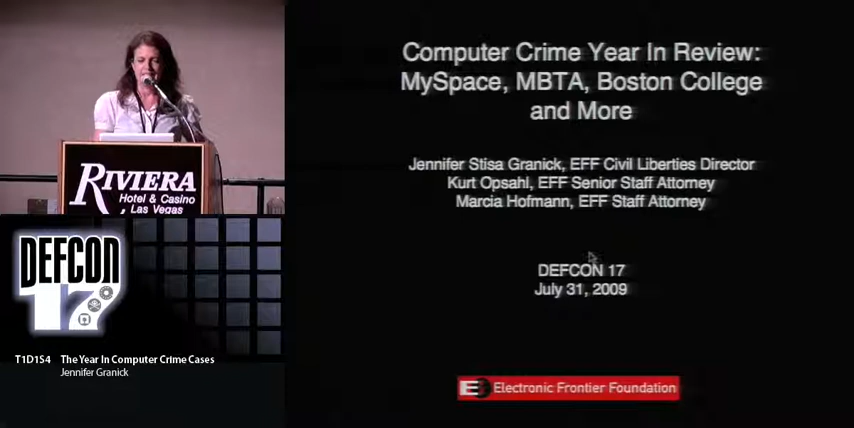 Computer Crime Year In Review:
MySpace, MBTA, Boston College
and More
Jennifer Stisa Granick, EFF Civil Liberties Director
Kurt Opsahl, EFF Senior Staff Attorney
Marcia Hofmann, EFF Staff Attorney
DEFCON 17
July 31, 2009
Electronic Frontier Foundation
RIVIERA
Hotel & Casino
Las Vegas
DEFCON
17
T1D1S4 The Year In Computer Crime Cases
Jennifer Granick